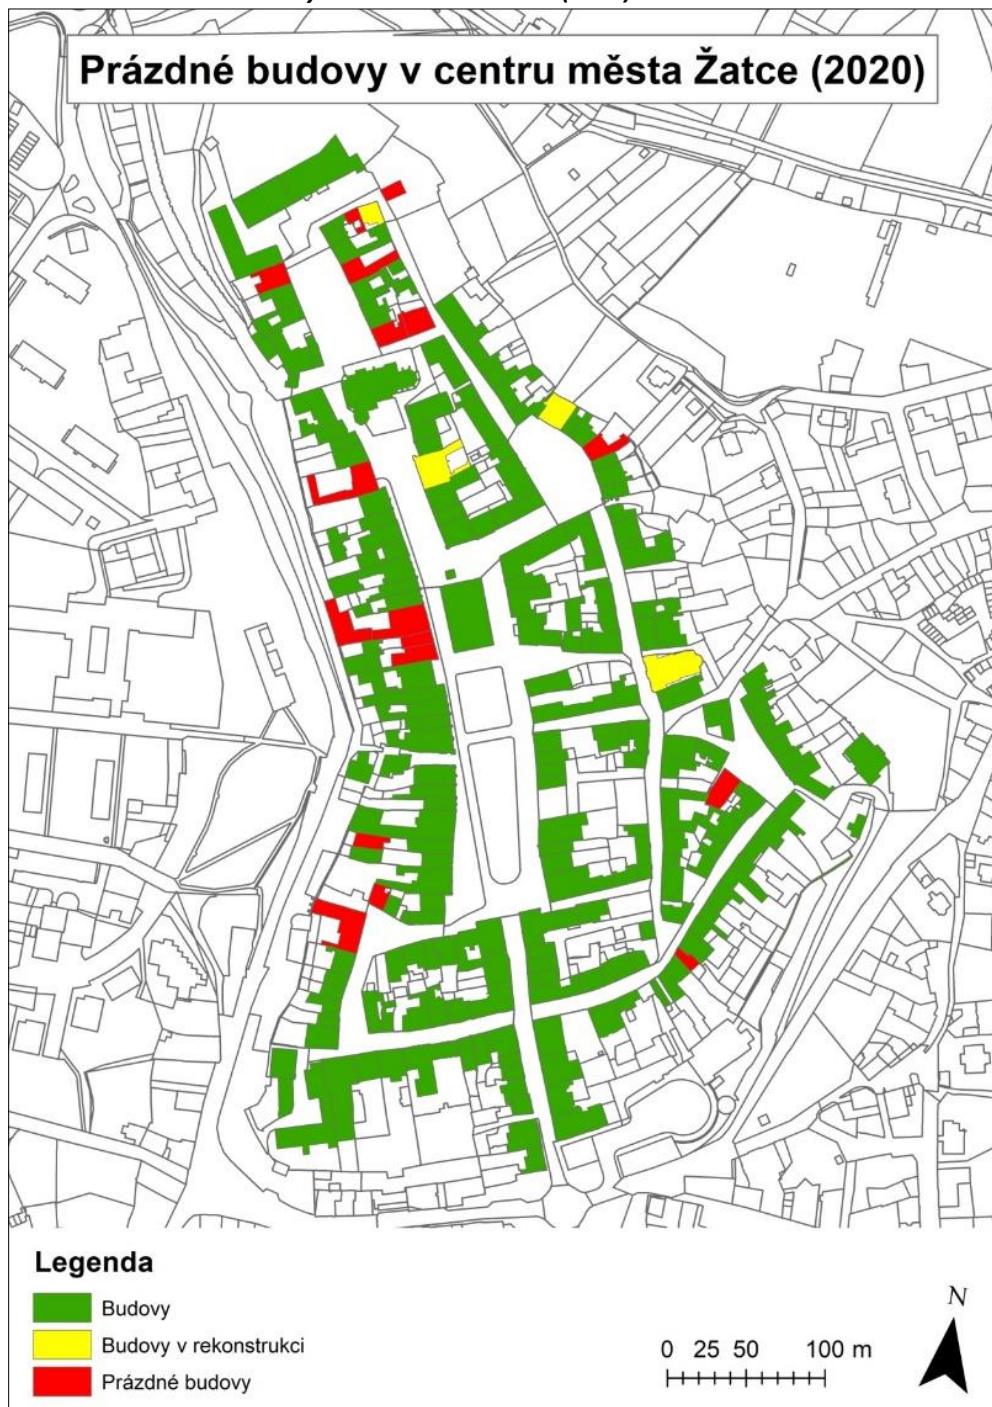 Prázdné budovy v centru města Žatce (2020)
Legenda
Budovy
Budovy v rekonstrukci
Prázdné budovy
0 25 50 100 m
N